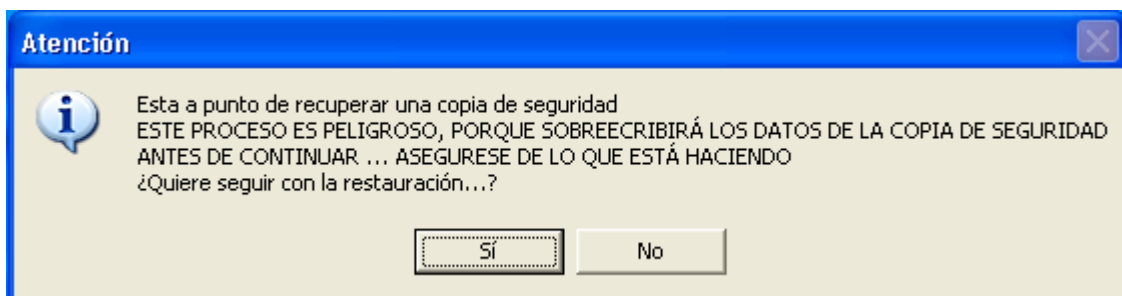 Atención
Esta a punto de recuperar una copia de seguridad
ESTE PROCESO ES PELIGROSO, PORQUE SOBREECRIBIRÁ LOS DATOS DE LA COPIA DE SEGURIDAD
ANTES DE CONTINUAR ... ASEGURESE DE LO QUE ESTÁ HACIENDO
¿Quiere seguir con la restauración...?
Sí No